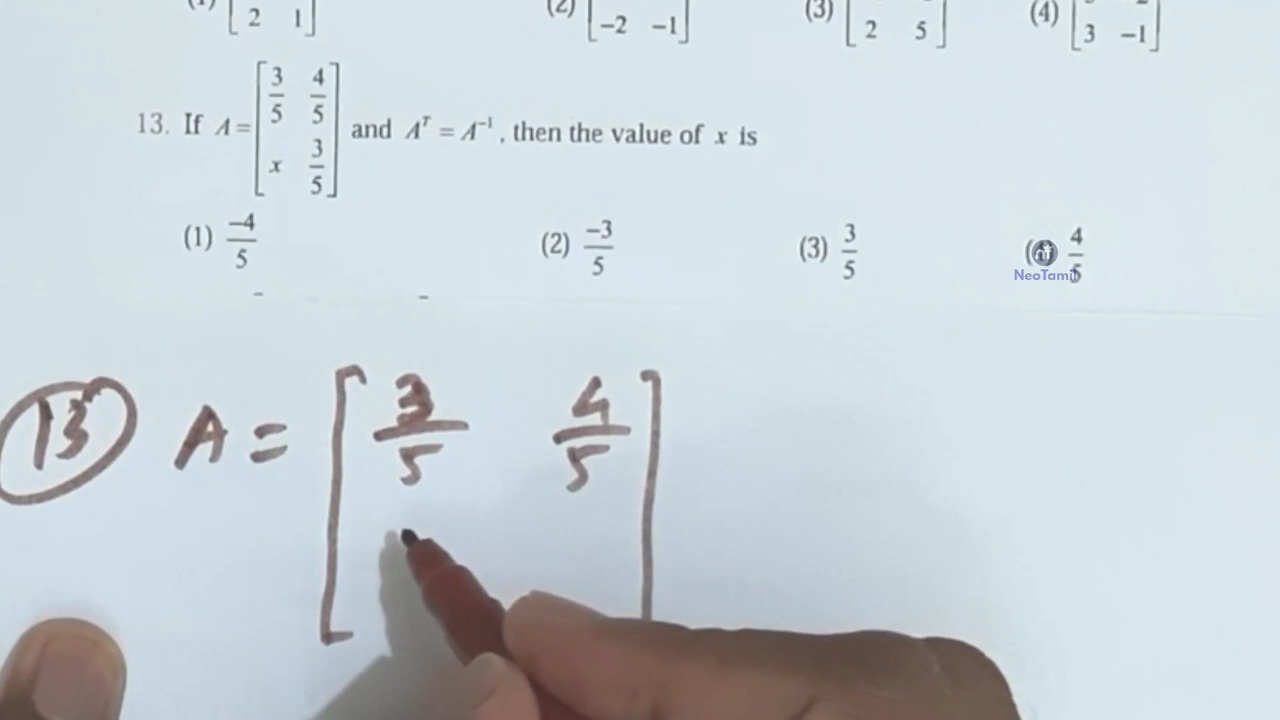 (1) [2 1] (2) [-2 -1] (3) [2 5] (4) [3 -1]
13. If A = [3/5 4/5; x 3/5] and A^T = A^-1, then the value of x is
(1) -4/5 (2) -3/5 (3) 3/5 ( 4/5
NeoTamil
13 A = [3/5 4/5]